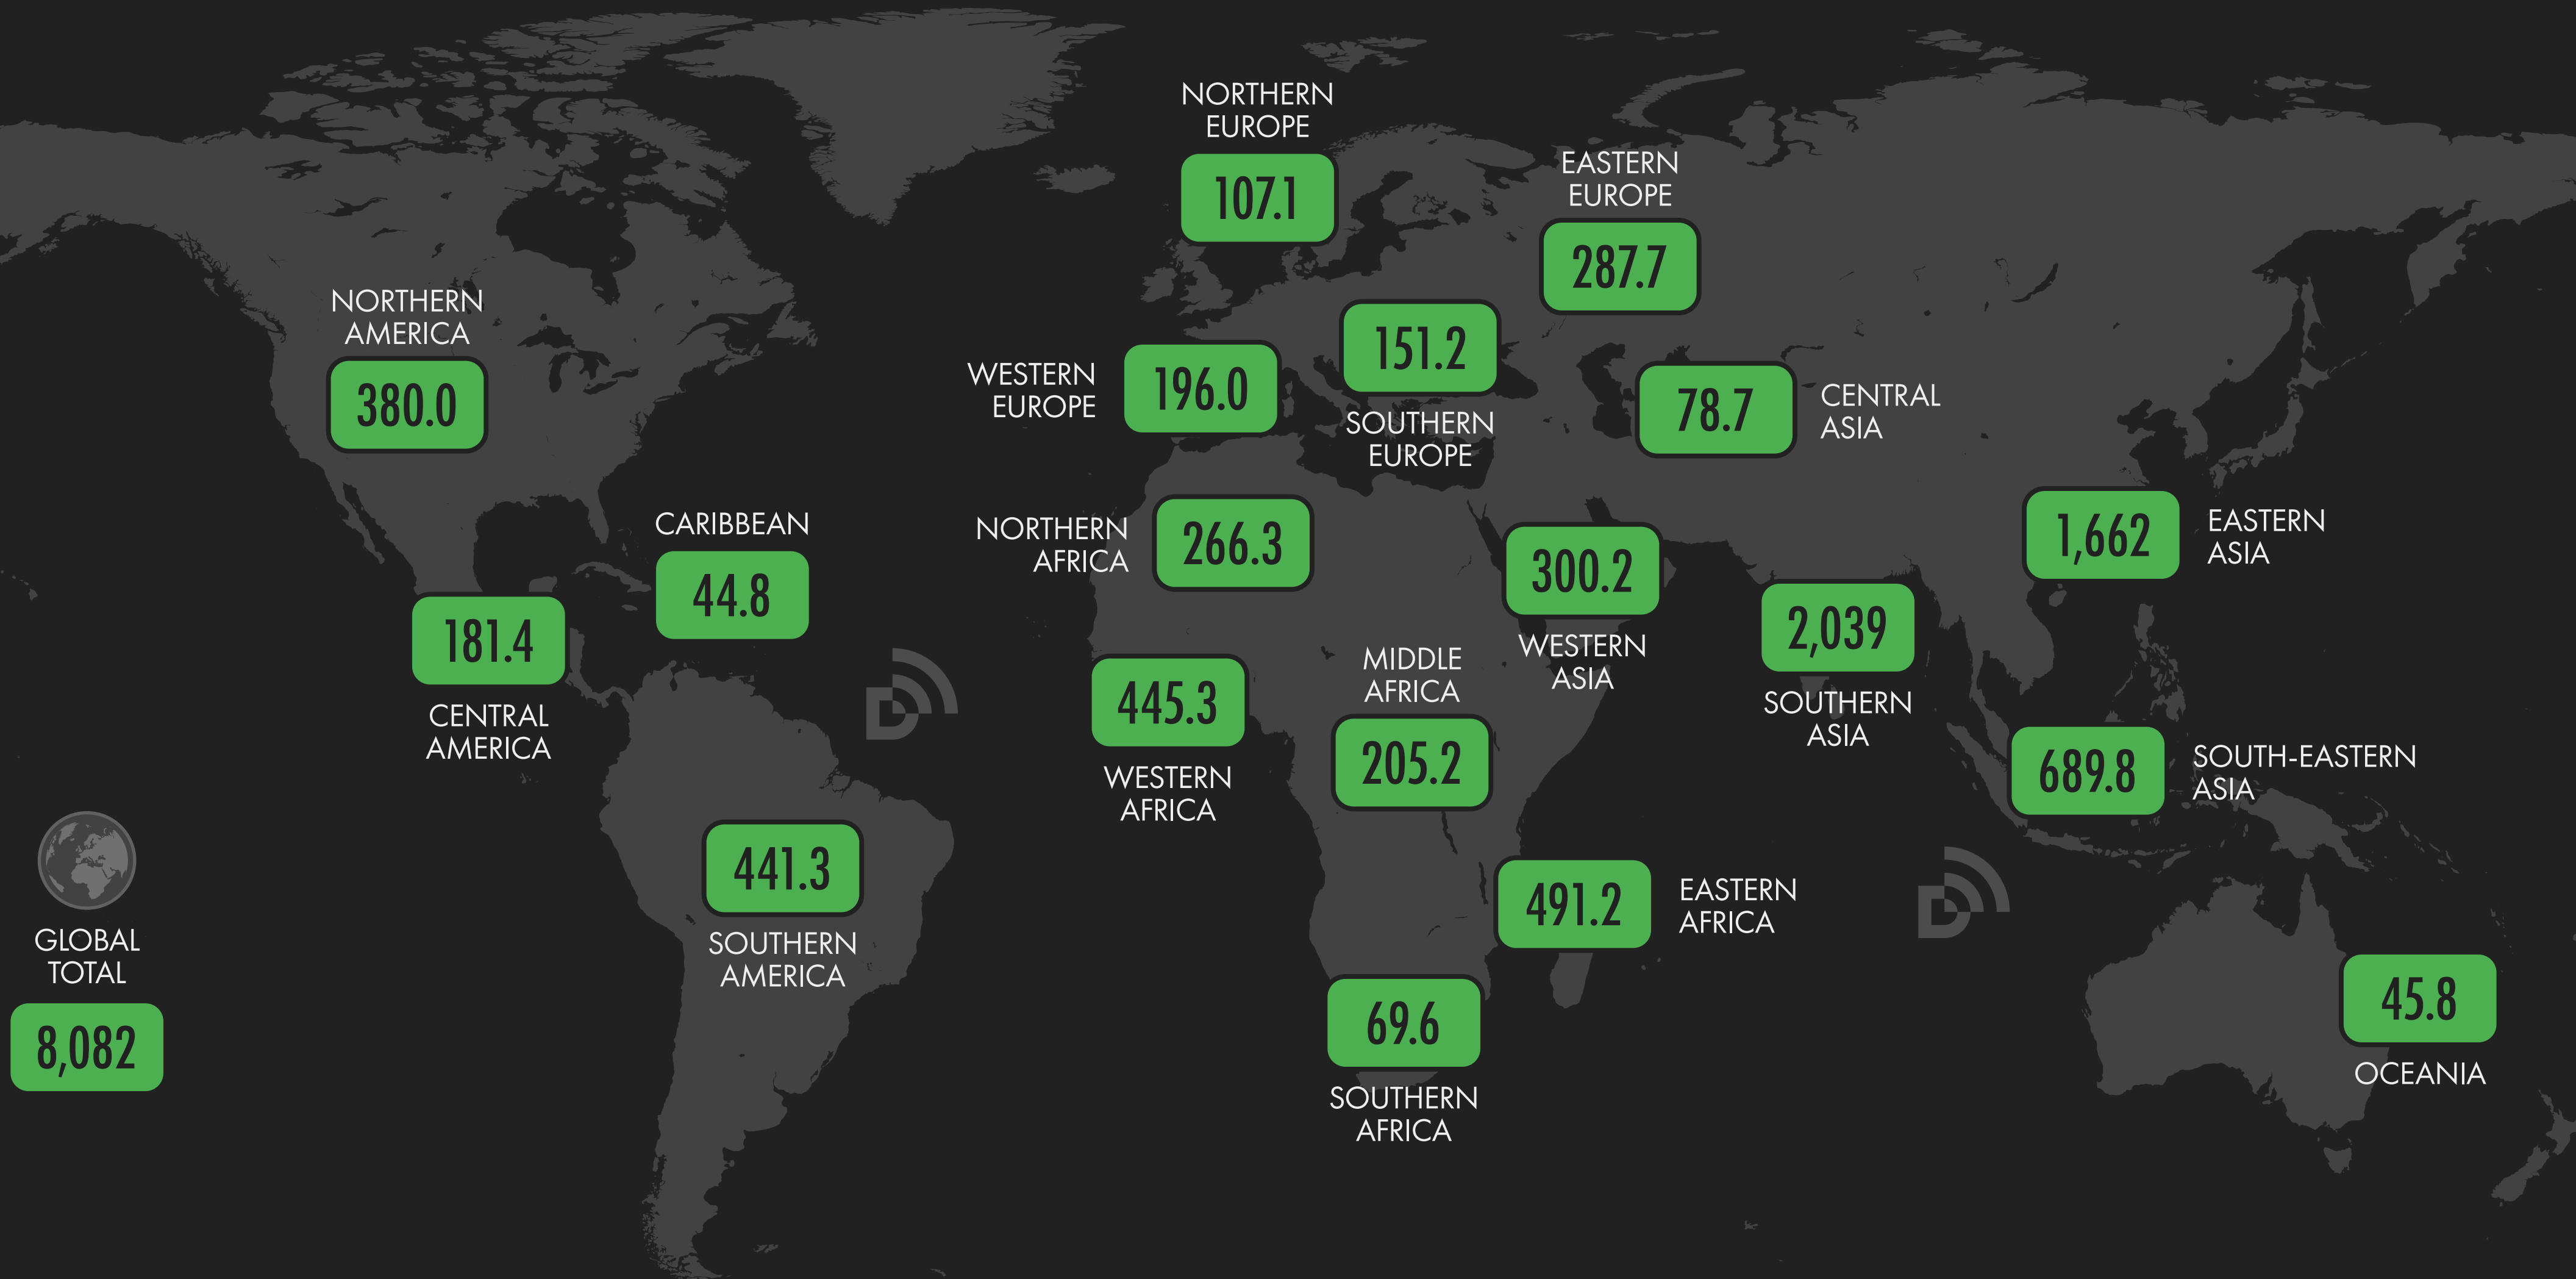 NORTHERN
EUROPE
107.1
EASTERN
EUROPE
287.7
NORTHERN
AMERICA
380.0
151.2
SOUTHERN
EUROPE
WESTERN
EUROPE
196.0
78.7
CENTRAL
ASIA
CARIBBEAN
44.8
NORTHERN
AFRICA
266.3
300.2
WESTERN
ASIA
1,662
EASTERN
ASIA
181.4
CENTRAL
AMERICA
2,039
SOUTHERN
ASIA
445.3
WESTERN
AFRICA
MIDDLE
AFRICA
205.2
689.8
SOUTH-EASTERN
ASIA
441.3
SOUTHERN
AMERICA
491.2
EASTERN
AFRICA
GLOBAL
TOTAL
8,082
69.6
SOUTHERN
AFRICA
45.8
OCEANIA